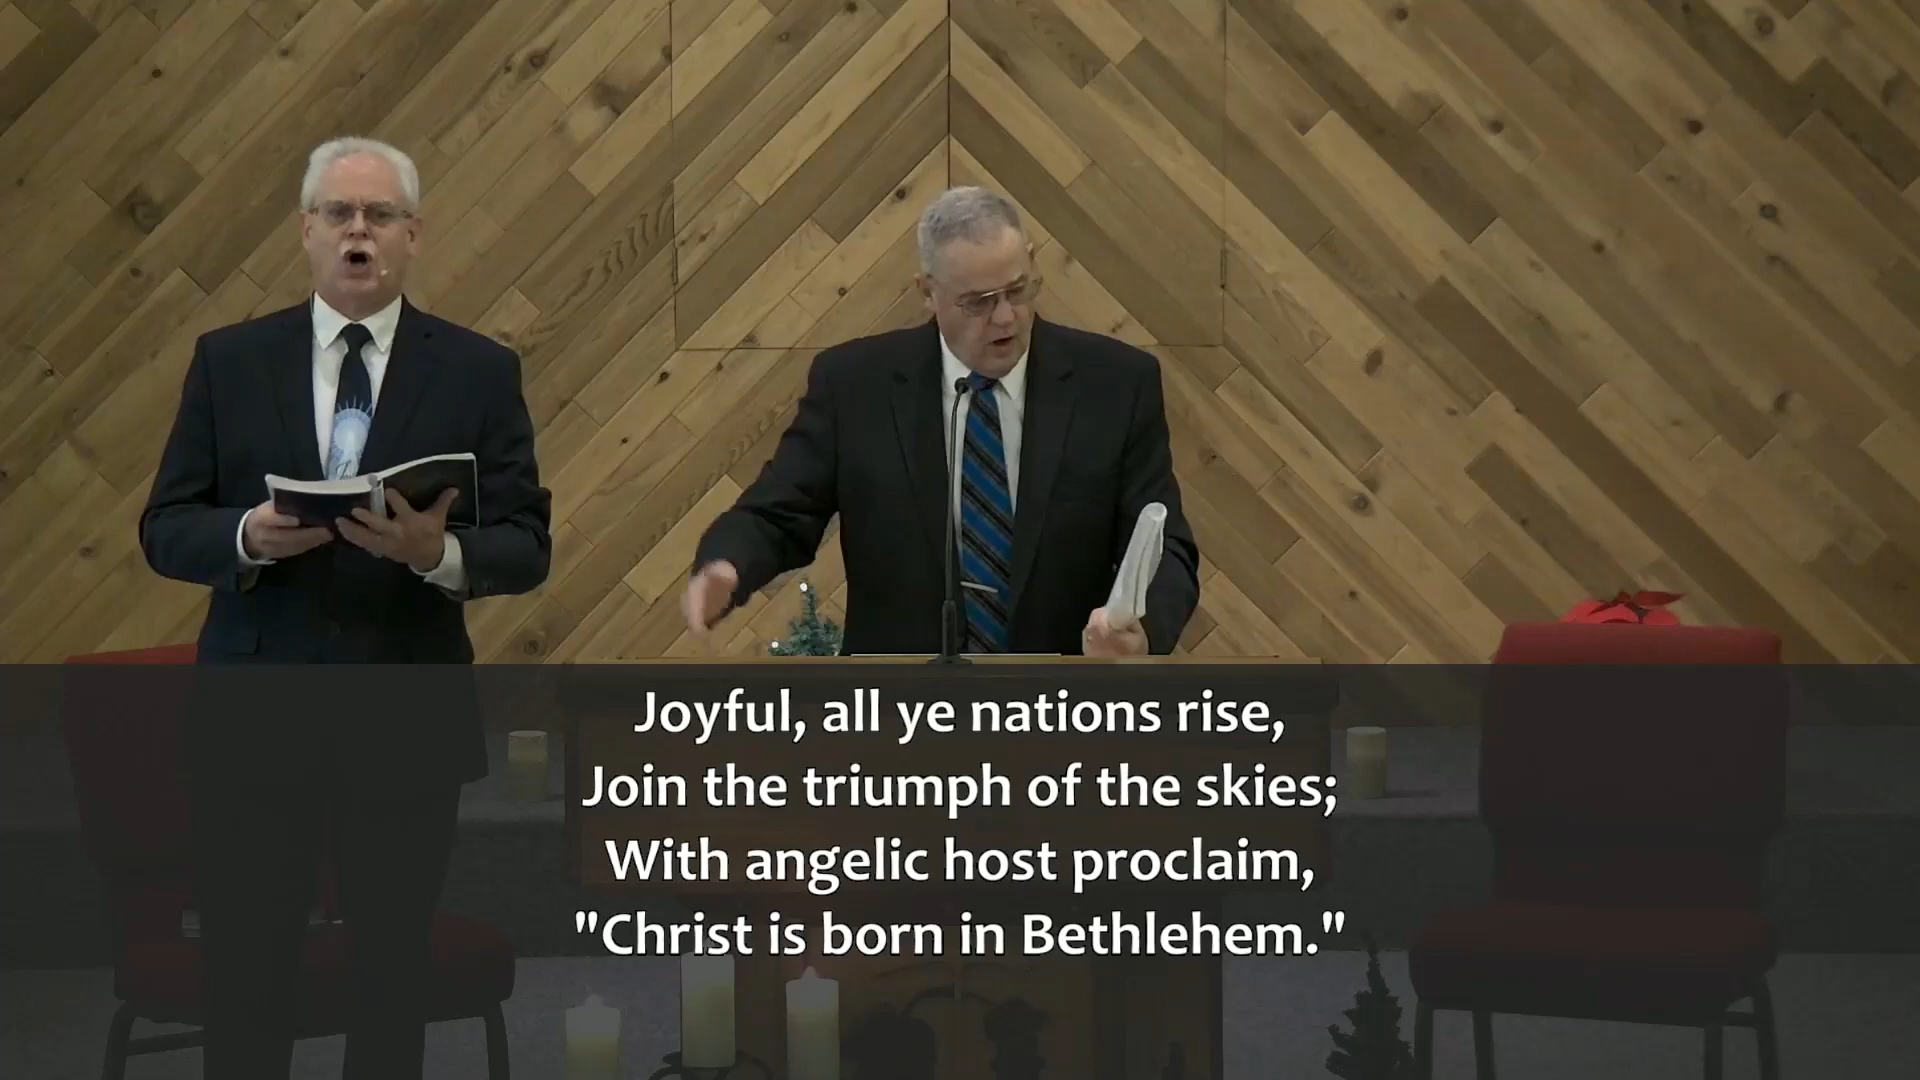 Joyful, all ye nations rise,
Join the triumph of the skies;
With angelic host proclaim,
"Christ is born in Bethlehem."